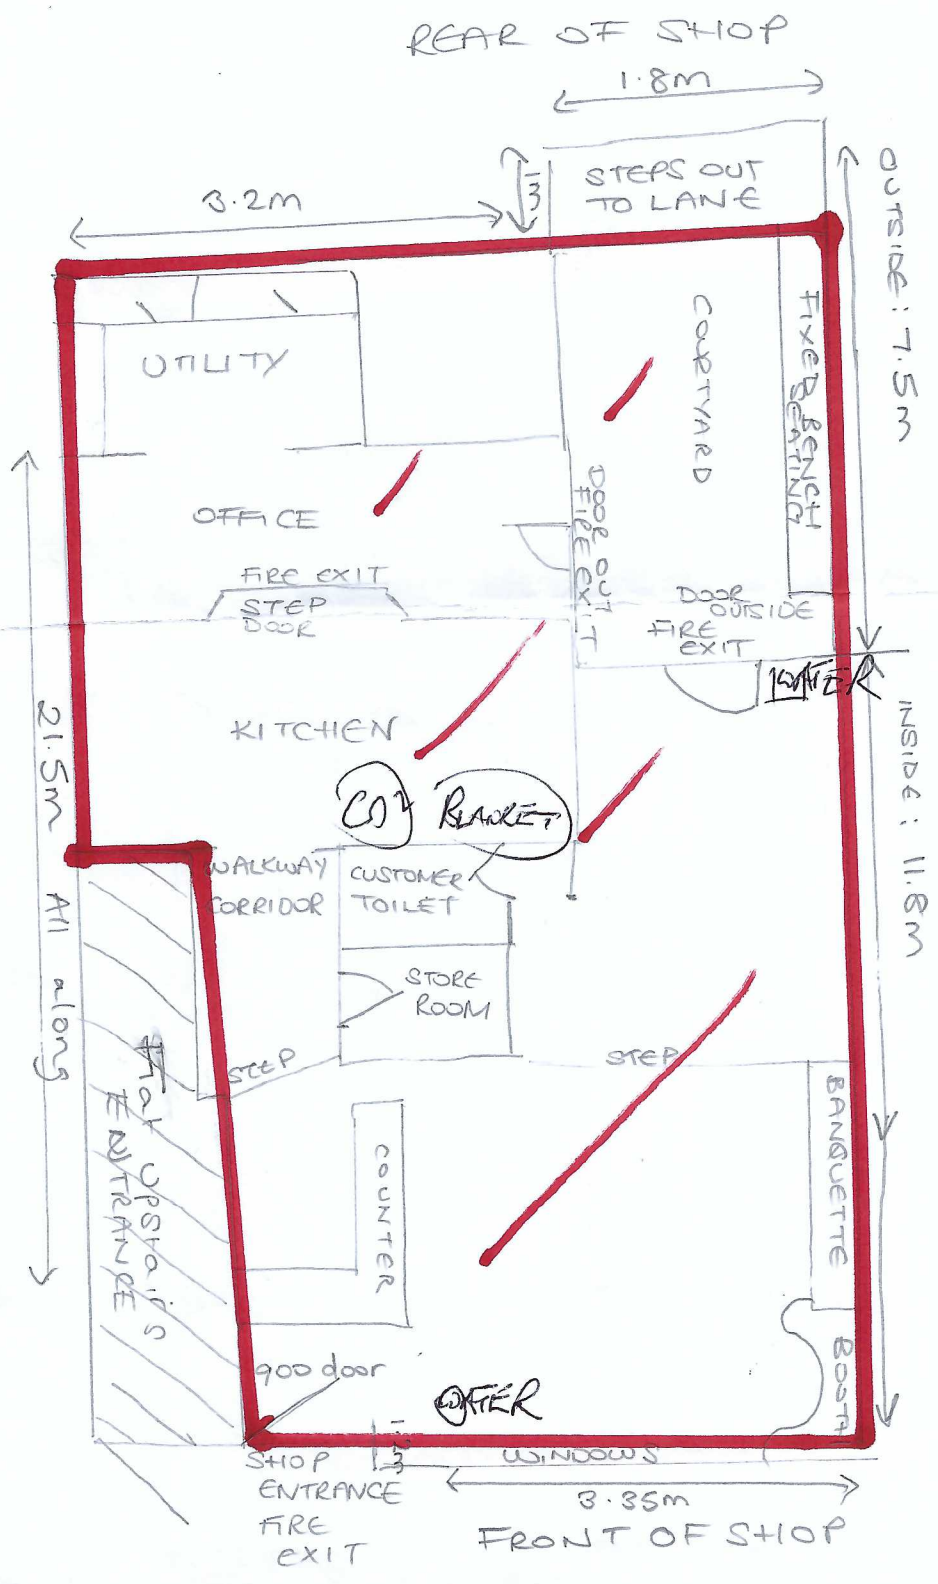 REAR OF SHOP
1.8m
STEPS OUT
TO LANE
1m
3.2m
OUTSIDE: 7.5m
UTILITY
COURTYARD
FIXED BENCH
SEATING
OFFICE
DOOR OUT
FIRE EXIT
FIRE EXIT
STEP
DOOR
DOOR
OUTSIDE
FIRE
EXIT
WATER
KITCHEN
INSIDE: 11.8m
21.5m All along
CO2
BLANKET
WALKWAY
CORRIDOR
CUSTOMER
TOILET
STORE
ROOM
STEP
STEP
Flat UPStairs
ENTRANCE
COUNTER
BANQUETTE
BOOTH
900 door
WATER
1.2m
WINDOWS
SHOP
ENTRANCE
FIRE
EXIT
3.35m
FRONT OF SHOP